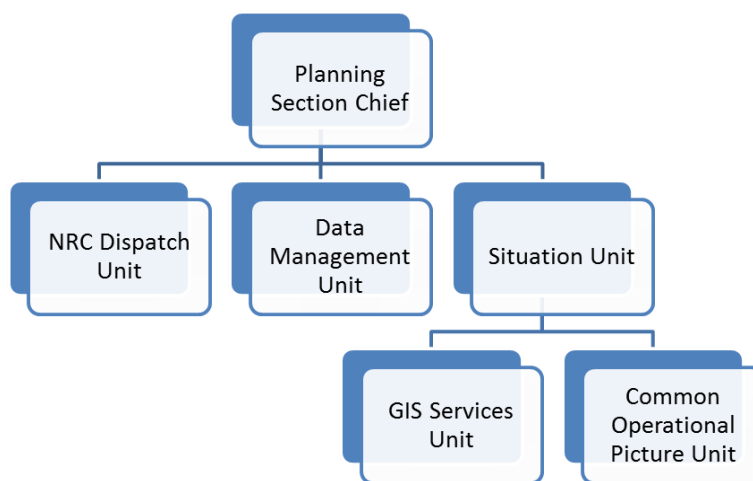 Planning
Section Chief
NRC Dispatch
Unit
Data
Management
Unit
Situation Unit
GIS Services
Unit
Common
Operational
Picture Unit